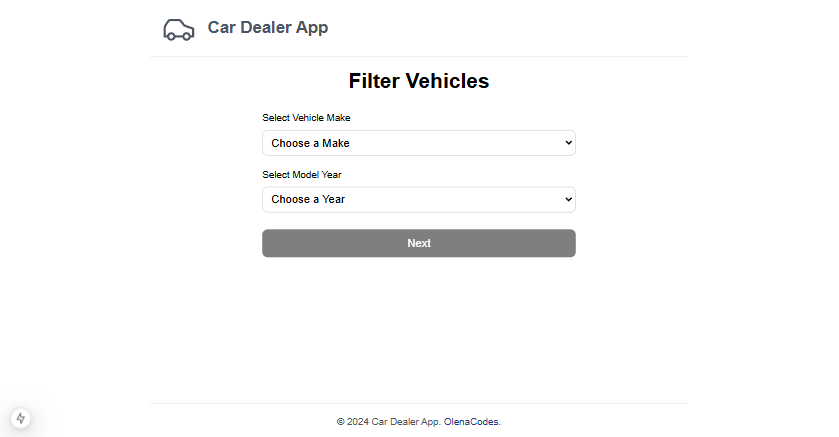 Car Dealer App
Filter Vehicles
Select Vehicle Make
Choose a Make
Select Model Year
Choose a Year
Next
© 2024 Car Dealer App. OlenaCodes.